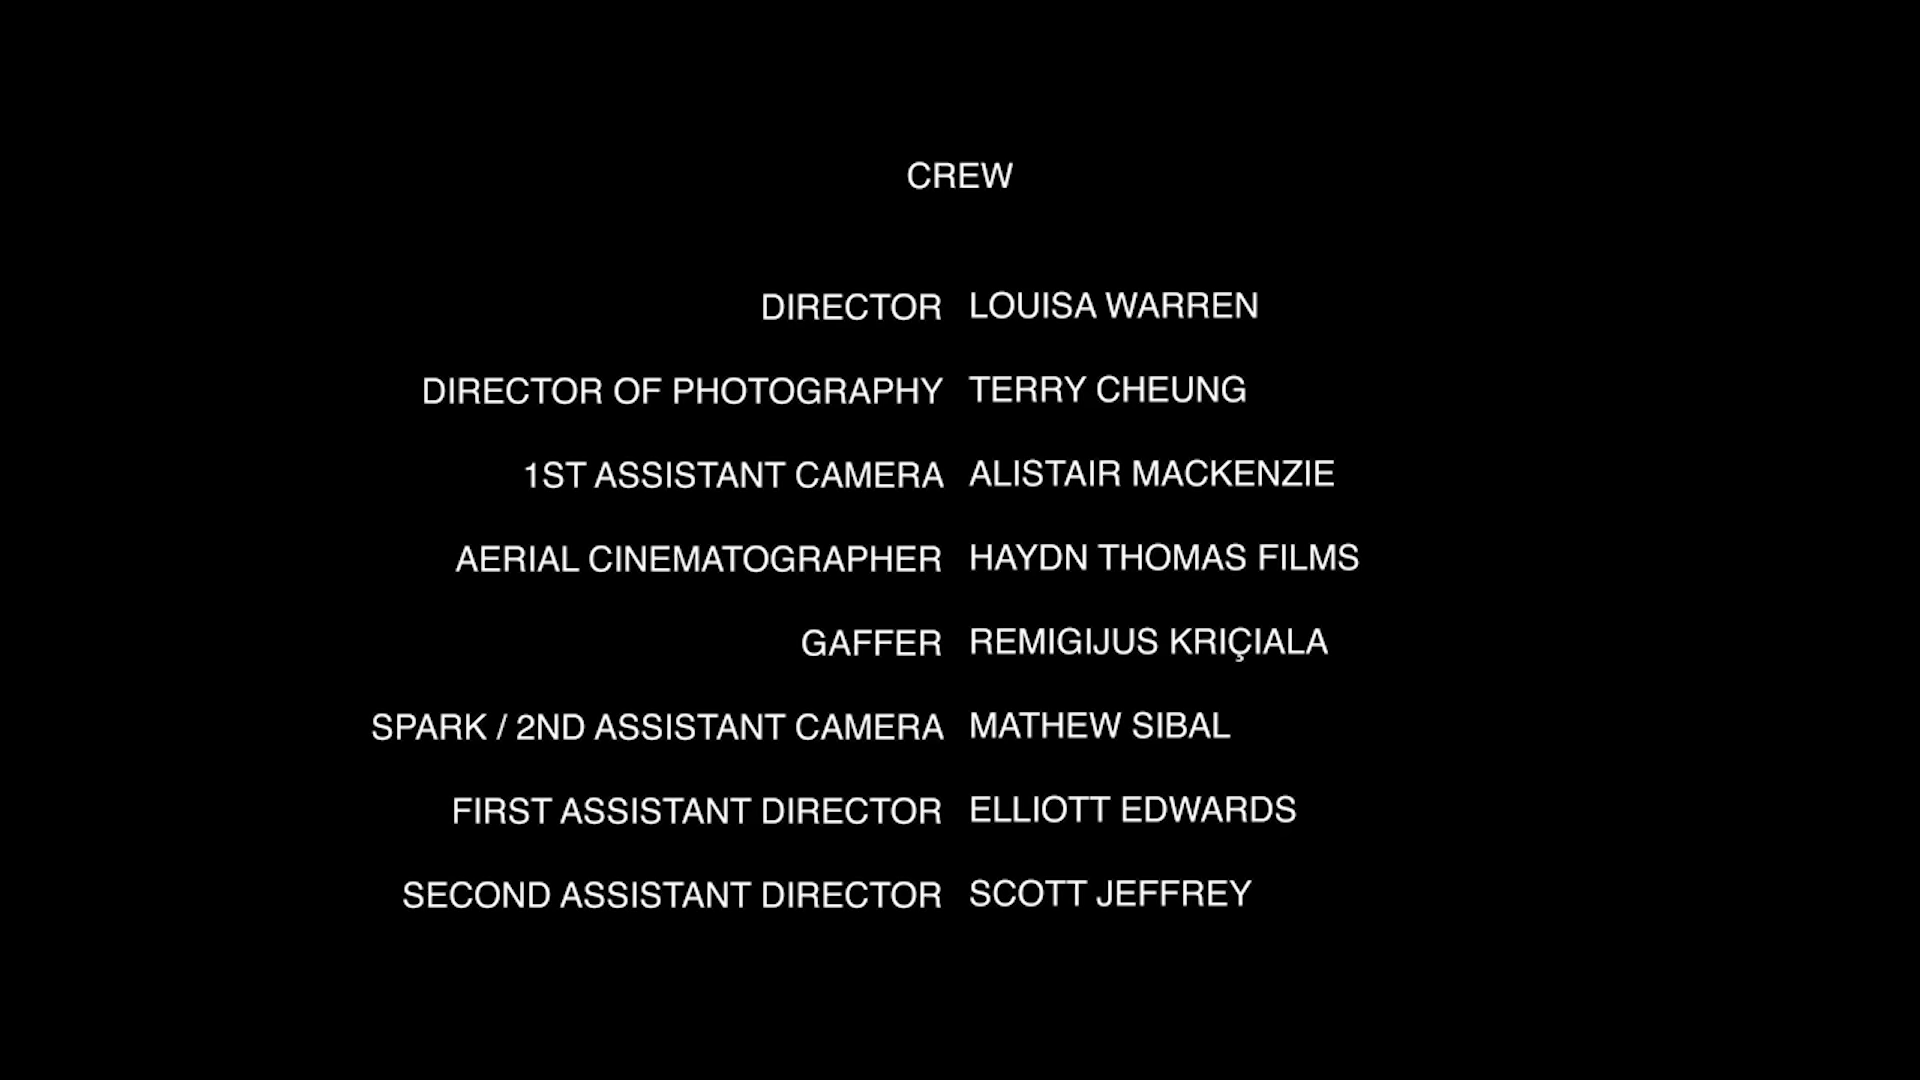 CREW
DIRECTOR LOUISA WARREN
DIRECTOR OF PHOTOGRAPHY TERRY CHEUNG
1ST ASSISTANT CAMERA ALISTAIR MACKENZIE
AERIAL CINEMATOGRAPHER HAYDN THOMAS FILMS
GAFFER REMIGIJUS KRIÇIALA
SPARK / 2ND ASSISTANT CAMERA MATHEW SIBAL
FIRST ASSISTANT DIRECTOR ELLIOTT EDWARDS
SECOND ASSISTANT DIRECTOR SCOTT JEFFREY